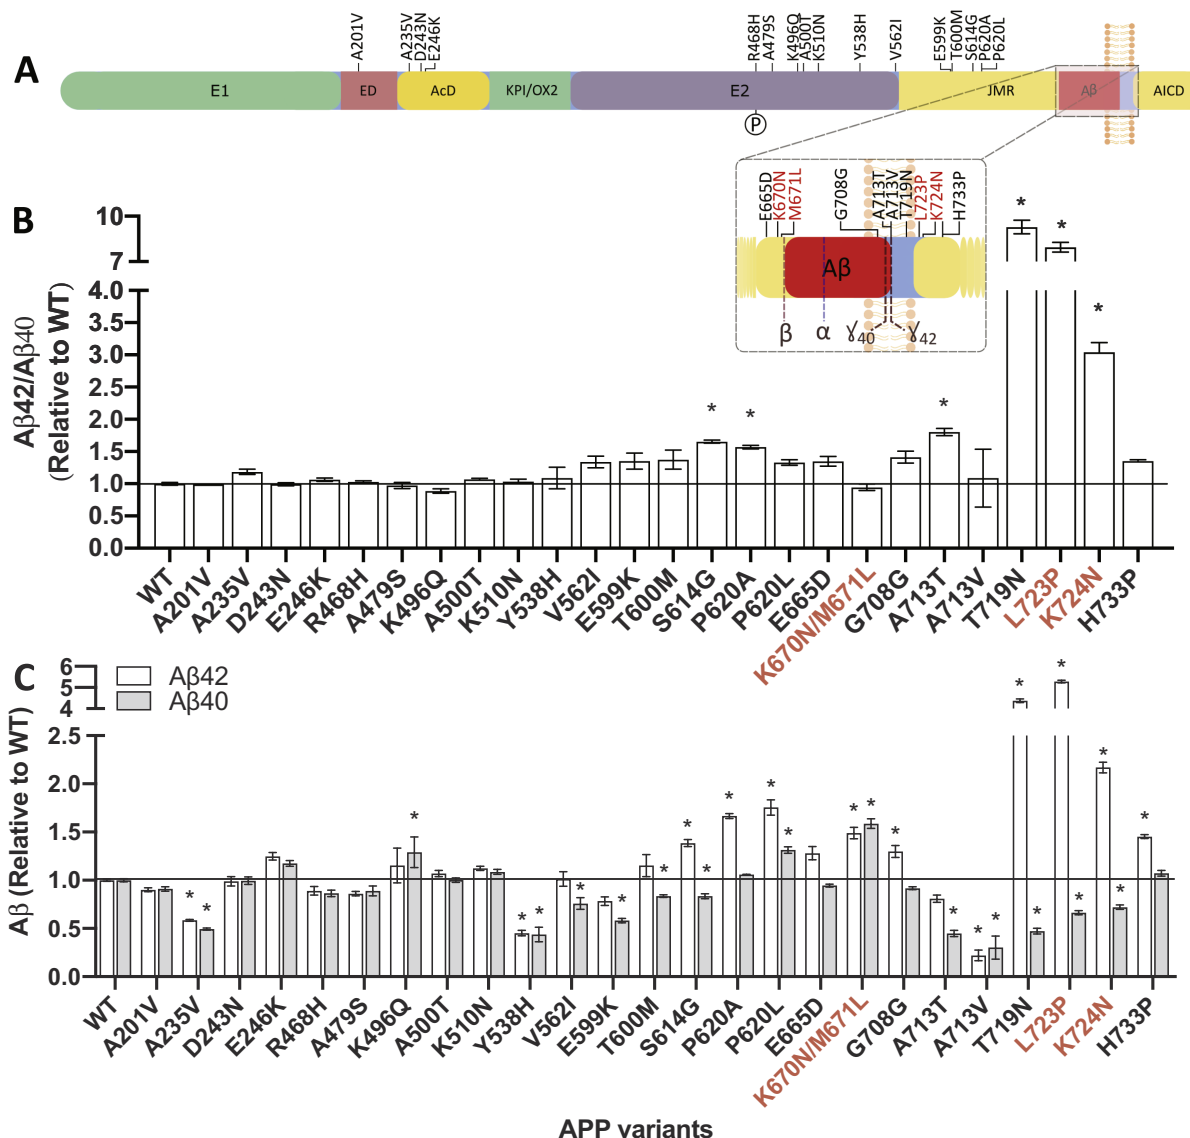 A
A201V
A235V
D243N
E246K
R468H
A479S
K496Q
A500T
K510N
Y538H
V562I
E599K
T600M
S614G
P620A
P620L
E1
ED
AcD
KPI/OX2
E2
JMR
Aβ
AICD
P
E665D
K670N
M671L
G708G
A713T
A713V
T719N
L723P
K724N
H733P
Aβ
β
α
γ40
γ42
B
Aβ42/Aβ40
(Relative to WT)
10
7
4.0
3.5
3.0
2.5
2.0
1.5
1.0
0.5
0.0
* * * * * *
WT
A201V
A235V
D243N
E246K
R468H
A479S
K496Q
A500T
K510N
Y538H
V562I
E599K
T600M
S614G
P620A
P620L
E665D
K670N/M671L
G708G
A713T
A713V
T719N
L723P
K724N
H733P
C
Aβ42
Aβ40
Aβ (Relative to WT)
6
5
4
2.5
2.0
1.5
1.0
0.5
0.0
* * * * * * * * * * * * * * * * * * * * * * * * * *
WT
A201V
A235V
D243N
E246K
R468H
A479S
K496Q
A500T
K510N
Y538H
V562I
E599K
T600M
S614G
P620A
P620L
E665D
K670N/M671L
G708G
A713T
A713V
T719N
L723P
K724N
H733P
APP variants